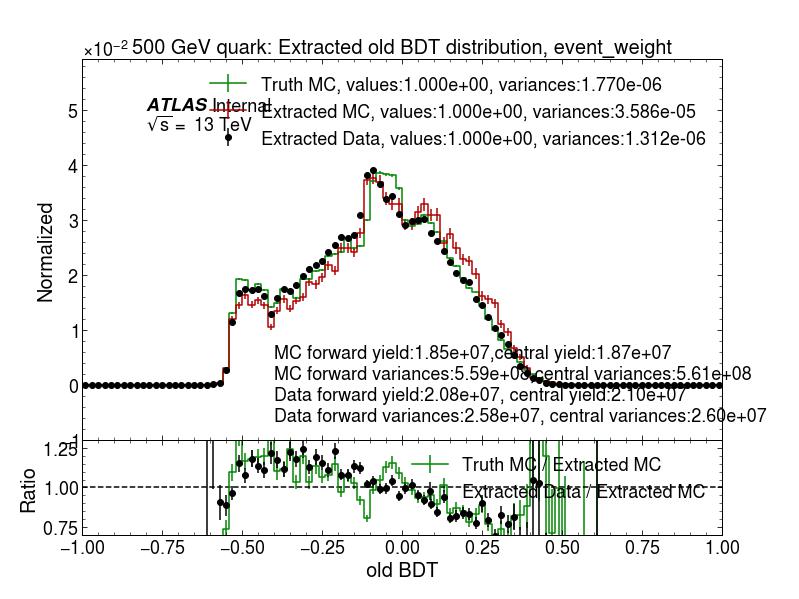 ×10⁻² 500 GeV quark: Extracted old BDT distribution, event_weight
Truth MC, values:1.000e+00, variances:1.770e-06
ATLAS Internal
Extracted MC, values:1.000e+00, variances:3.586e-05
√s = 13 TeV
Extracted Data, values:1.000e+00, variances:1.312e-06
5
4
3
2
1
0
Normalized
MC forward yield:1.85e+07,central yield:1.87e+07
MC forward variances:5.59e+08,central variances:5.61e+08
Data forward yield:2.08e+07, central yield:2.10e+07
Data forward variances:2.58e+07, central variances:2.60e+07
1.25
1.00
0.75
Ratio
Truth MC / Extracted MC
Extracted Data / Extracted MC
−1.00 −0.75 −0.50 −0.25 0.00 0.25 0.50 0.75 1.00
old BDT